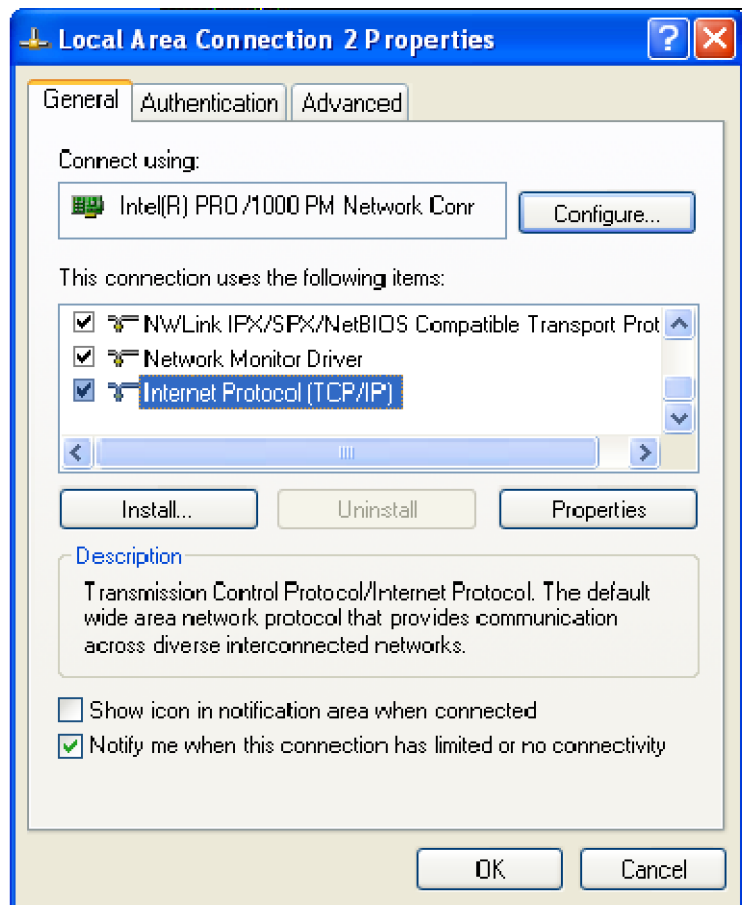 Local Area Connection 2 Properties
General Authentication Advanced
Connect using:
Intel(R) PRO/1000 PM Network Conr
Configure...
This connection uses the following items:
NWLink IPX/SPX/NetBIOS Compatible Transport Prot
Network Monitor Driver
Internet Protocol (TCP/IP)
Install... Uninstall Properties
Description
Transmission Control Protocol/Internet Protocol. The default
wide area network protocol that provides communication
across diverse interconnected networks.
Show icon in notification area when connected
Notify me when this connection has limited or no connectivity
OK Cancel